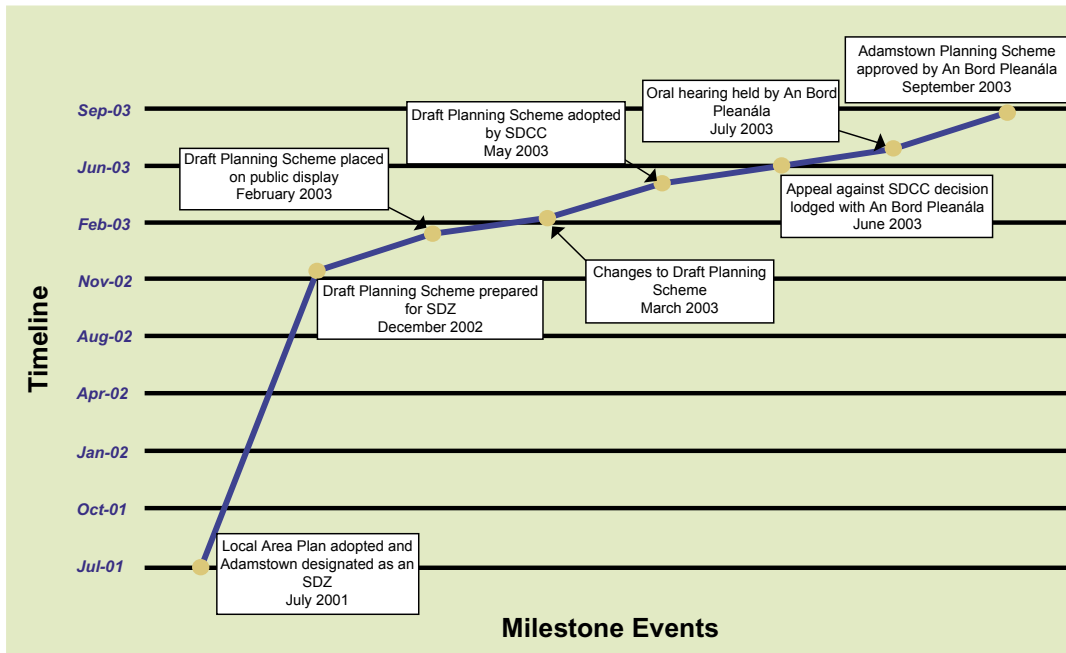 Adamstown Planning Scheme
approved by An Bord Pleanála
September 2003
Oral hearing held by An Bord
Pleanála
July 2003
Draft Planning Scheme adopted
by SDCC
May 2003
Draft Planning Scheme placed
on public display
February 2003
Appeal against SDCC decision
lodged with An Bord Pleanála
June 2003
Changes to Draft Planning
Scheme
March 2003
Draft Planning Scheme prepared
for SDZ
December 2002
Local Area Plan adopted and
Adamstown designated as an
SDZ
July 2001
Sep-03
Jun-03
Feb-03
Nov-02
Aug-02
Apr-02
Jan-02
Oct-01
Jul-01
Timeline
Milestone Events